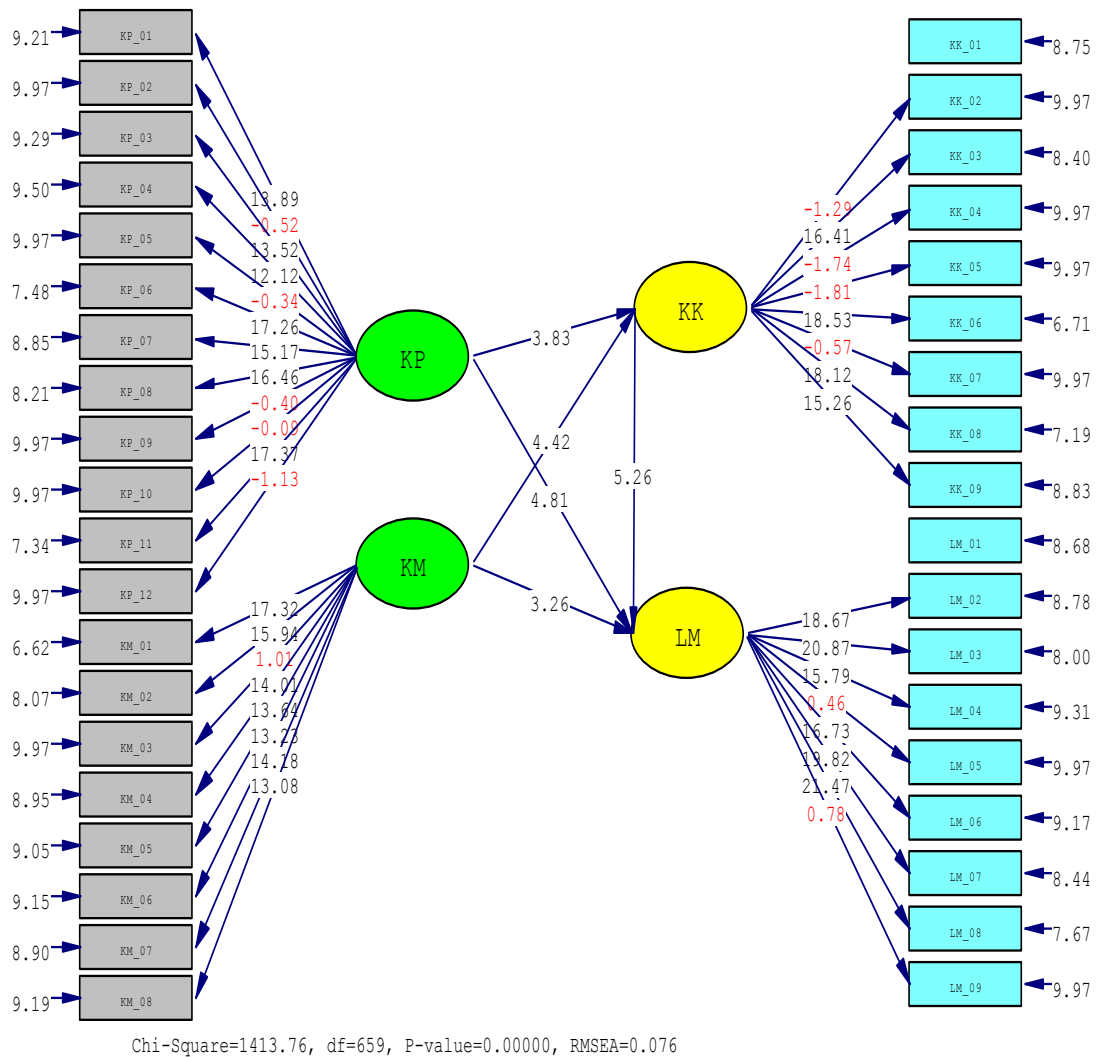 9.21 KP_01
9.97 KP_02
9.29 KP_03
9.50 KP_04
9.97 KP_05
7.48 KP_06
8.85 KP_07
8.21 KP_08
9.97 KP_09
9.97 KP_10
7.34 KP_11
9.97 KP_12
6.62 KM_01
8.07 KM_02
9.97 KM_03
8.95 KM_04
9.05 KM_05
9.15 KM_06
8.90 KM_07
9.19 KM_08
13.89
-0.52
13.52
12.12
-0.34
17.26
15.17
16.46
-0.40
-0.09
17.37
-1.13
17.32
15.94
1.01
14.01
13.64
13.23
14.18
13.08
KP
KM
3.83
4.42
4.81
3.26
5.26
KK
LM
-1.29
16.41
-1.74
-1.81
18.53
-0.57
18.12
15.26
18.67
20.87
15.79
0.46
16.73
19.82
21.47
0.78
KK_01 8.75
KK_02 9.97
KK_03 8.40
KK_04 9.97
KK_05 9.97
KK_06 6.71
KK_07 9.97
KK_08 7.19
KK_09 8.83
LM_01 8.68
LM_02 8.78
LM_03 8.00
LM_04 9.31
LM_05 9.97
LM_06 9.17
LM_07 8.44
LM_08 7.67
LM_09 9.97
Chi-Square=1413.76, df=659, P-value=0.00000, RMSEA=0.076